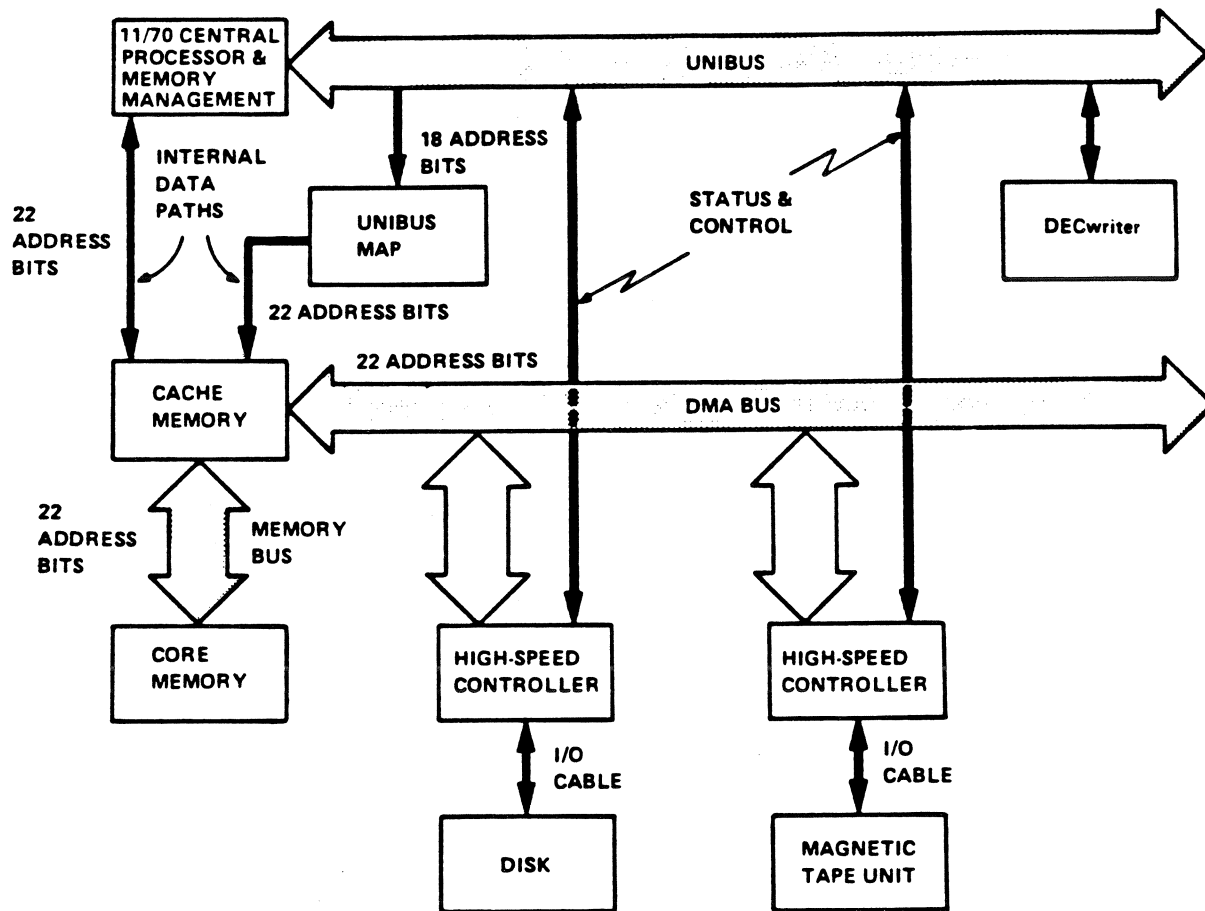 11/70 CENTRAL
PROCESSOR &
MEMORY
MANAGEMENT
UNIBUS
18 ADDRESS
BITS
INTERNAL
DATA
PATHS
22
ADDRESS
BITS
UNIBUS
MAP
STATUS &
CONTROL
DECwriter
22 ADDRESS BITS
22 ADDRESS BITS
CACHE
MEMORY
DMA BUS
22
ADDRESS
BITS
MEMORY
BUS
CORE
MEMORY
HIGH-SPEED
CONTROLLER
HIGH-SPEED
CONTROLLER
I/O
CABLE
I/O
CABLE
DISK
MAGNETIC
TAPE UNIT